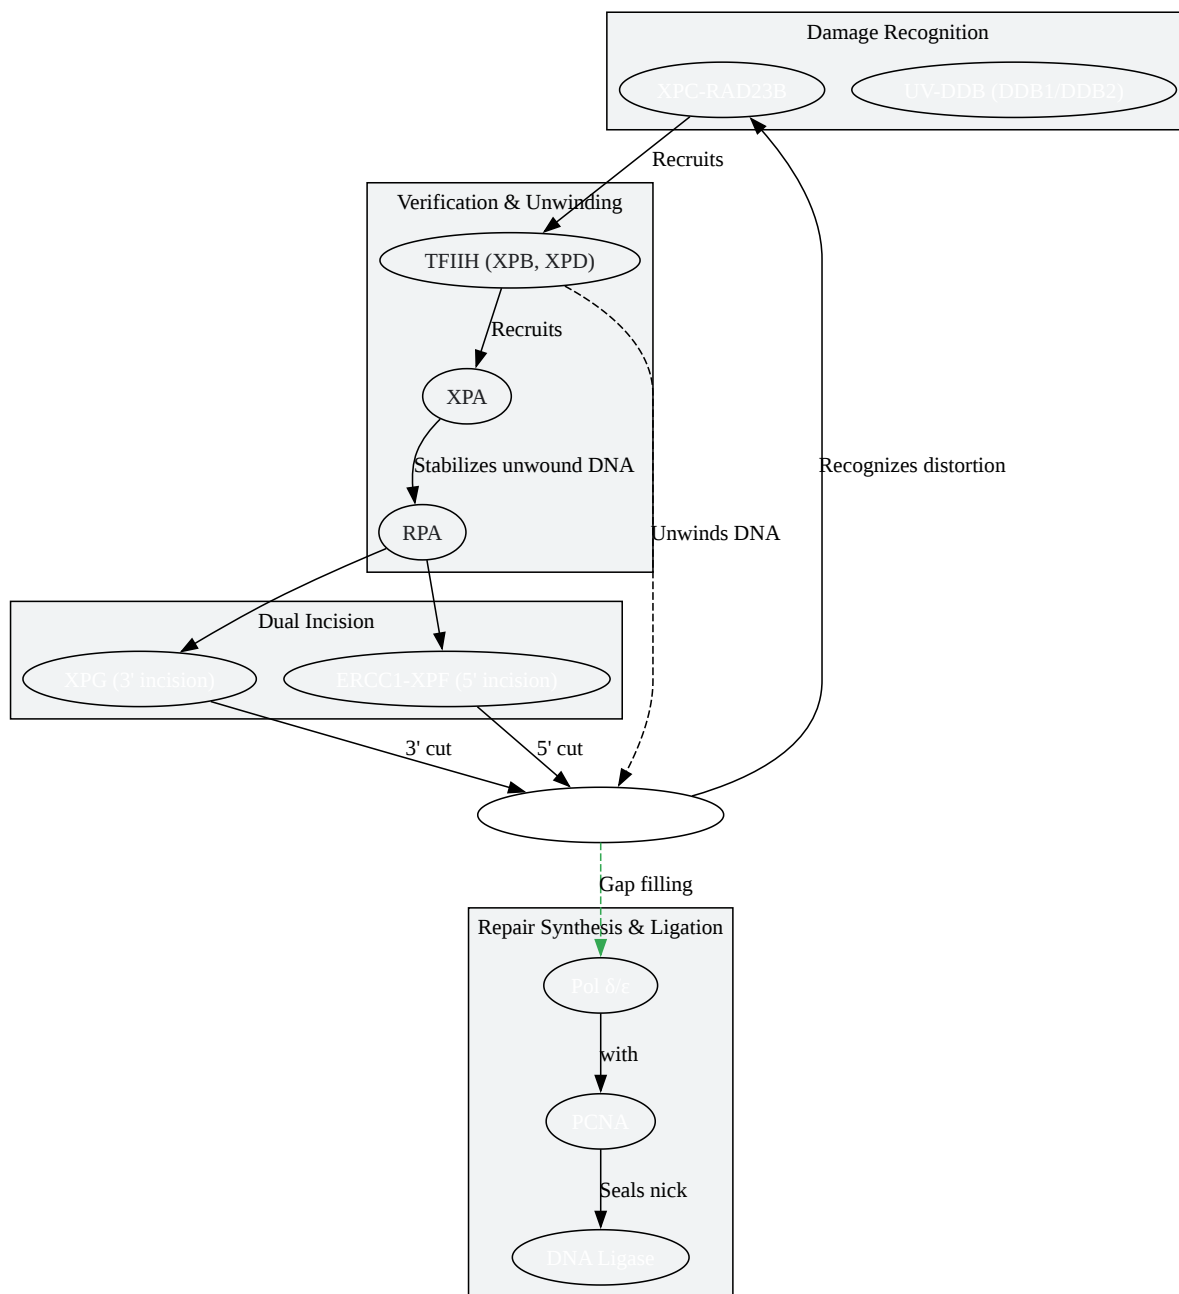 Damage Recognition
XPC-RAD23B
UV-DDB (DDB1/DDB2)
Recruits
Verification & Unwinding
TFIIH (XPB, XPD)
Recruits
XPA
Stabilizes unwound DNA
Recognizes distortion
RPA
Unwinds DNA
Dual Incision
XPG (3' incision)
ERCC1-XPF (5' incision)
3' cut
5' cut
Gap filling
Repair Synthesis & Ligation
Pol δ/ε
with
PCNA
Seals nick
DNA Ligase